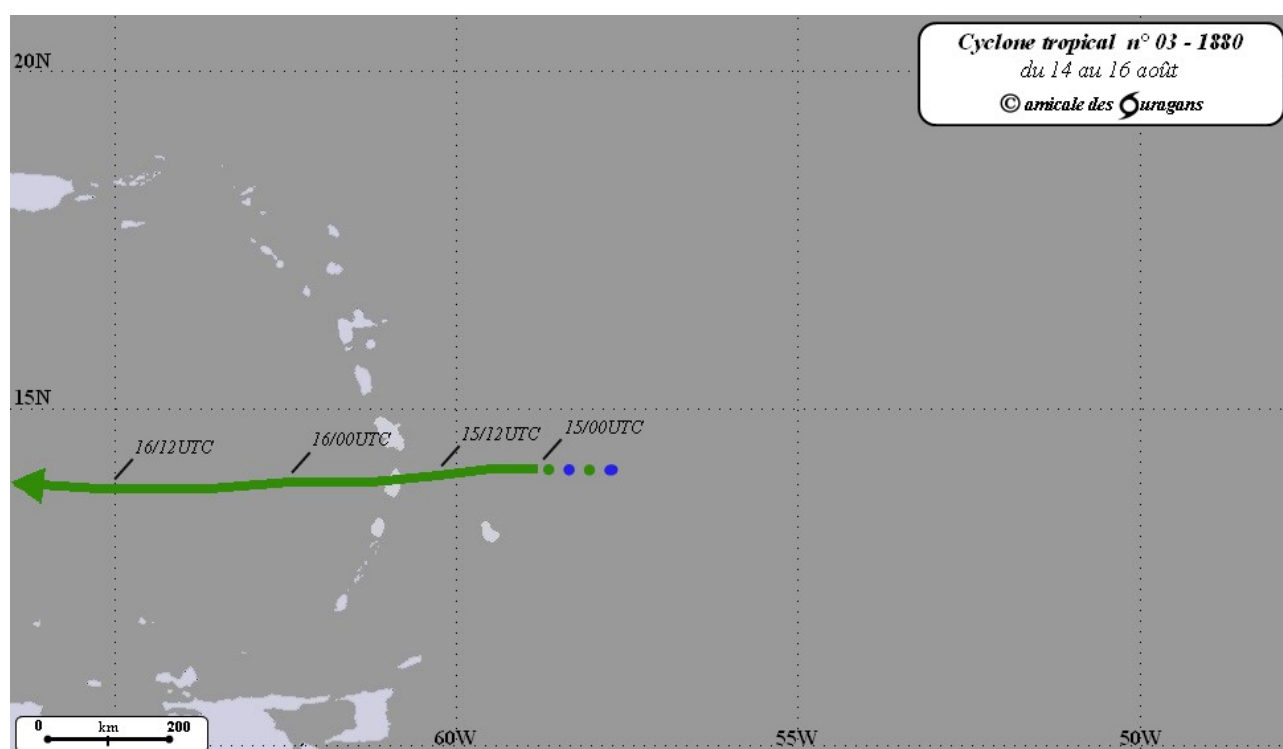 Cyclone tropical n° 03 - 1880
du 14 au 16 août
© amicale des Ouragans
20N
15N
16/12UTC
16/00UTC
15/12UTC
15/00UTC
0 km 200
60W
55W
50W